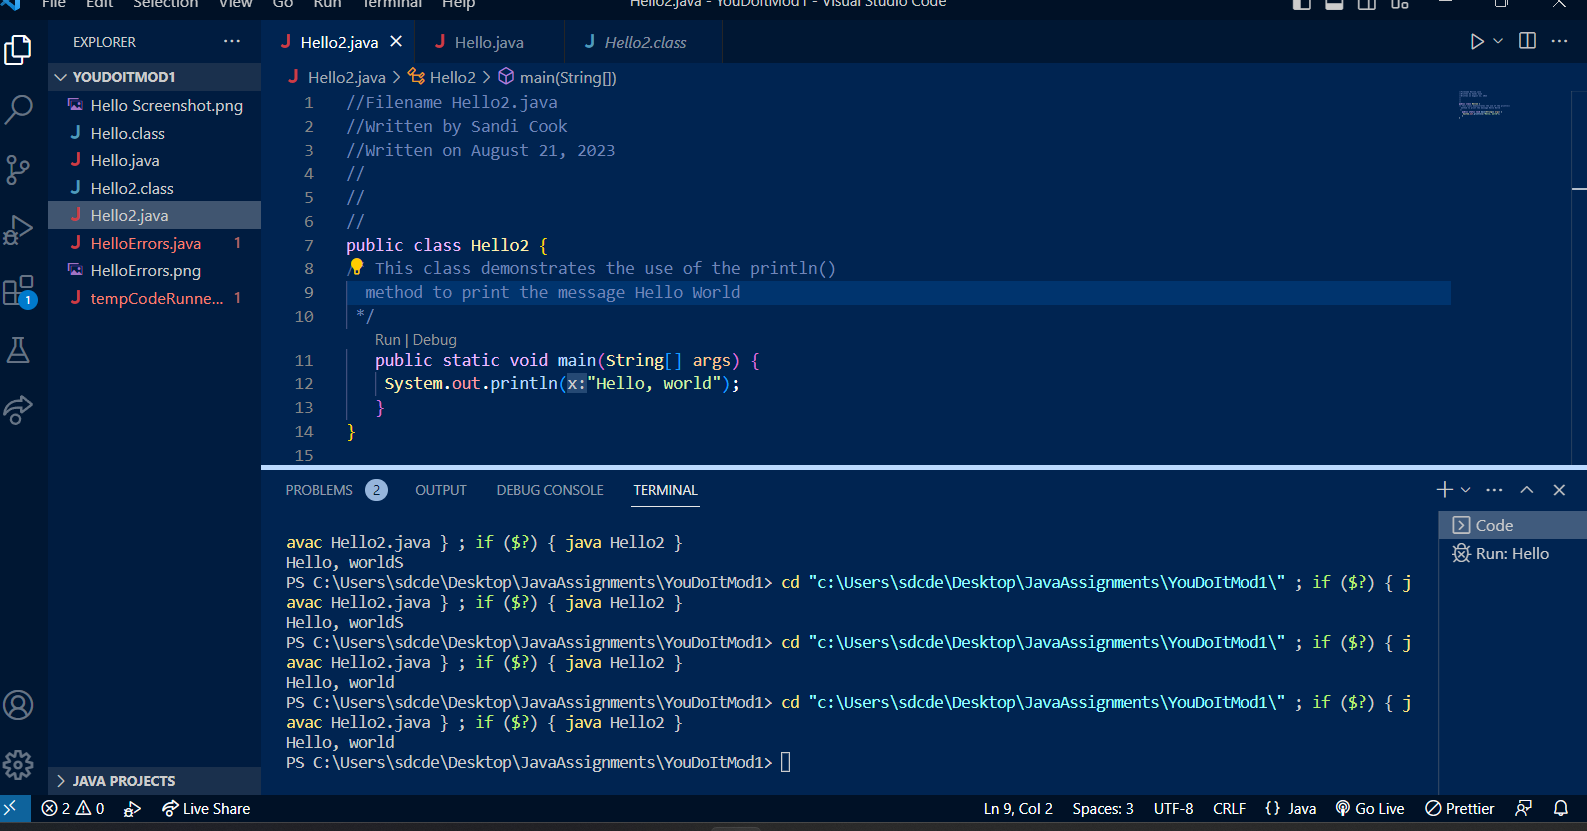 File Edit Selection View Go Run Terminal Help Hello2.java - YouDoItMod1 - Visual Studio Code
EXPLORER
Hello2.java
Hello.java
Hello2.class
YOUDOITMOD1
Hello Screenshot.png
Hello.class
Hello.java
Hello2.class
Hello2.java
HelloErrors.java 1
HelloErrors.png
tempCodeRunne... 1
JAVA PROJECTS
1
Hello2.java > Hello2 > main(String[])
1 //Filename Hello2.java
2 //Written by Sandi Cook
3 //Written on August 21, 2023
4 //
5 //
6 //
7 public class Hello2 {
8 / This class demonstrates the use of the println()
9 method to print the message Hello World
10 */
Run | Debug
11 public static void main(String[] args) {
12 System.out.println(x:"Hello, world");
13 }
14 }
15
PROBLEMS 2 OUTPUT DEBUG CONSOLE TERMINAL
avac Hello2.java } ; if ($?) { java Hello2 }
Hello, worldS
PS C:\Users\sdcde\Desktop\JavaAssignments\YouDoItMod1> cd "c:\Users\sdcde\Desktop\JavaAssignments\YouDoItMod1\" ; if ($?) { j
avac Hello2.java } ; if ($?) { java Hello2 }
Hello, worldS
PS C:\Users\sdcde\Desktop\JavaAssignments\YouDoItMod1> cd "c:\Users\sdcde\Desktop\JavaAssignments\YouDoItMod1\" ; if ($?) { j
avac Hello2.java } ; if ($?) { java Hello2 }
Hello, world
PS C:\Users\sdcde\Desktop\JavaAssignments\YouDoItMod1> cd "c:\Users\sdcde\Desktop\JavaAssignments\YouDoItMod1\" ; if ($?) { j
avac Hello2.java } ; if ($?) { java Hello2 }
Hello, world
PS C:\Users\sdcde\Desktop\JavaAssignments\YouDoItMod1>
Code
Run: Hello
2 0 Live Share Ln 9, Col 2 Spaces: 3 UTF-8 CRLF {} Java Go Live Prettier